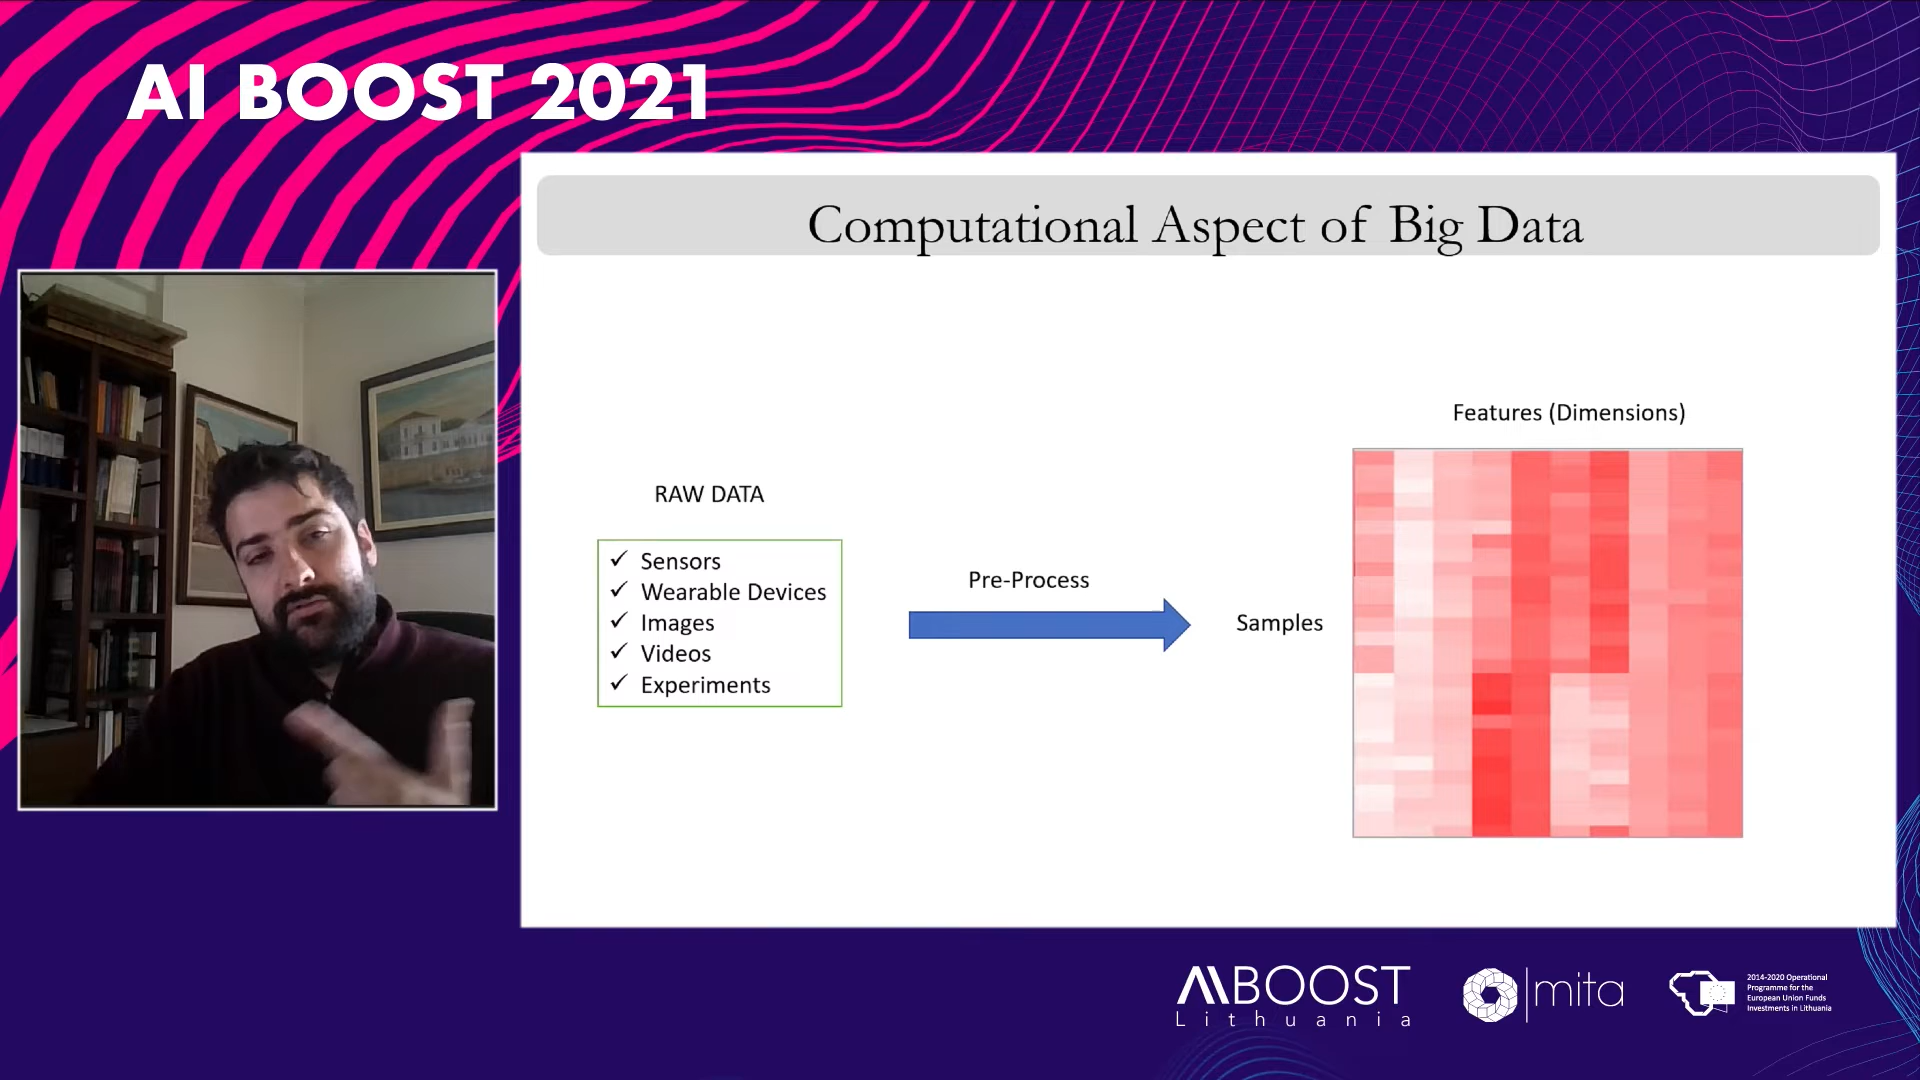 AI BOOST 2021
Computational Aspect of Big Data
Features (Dimensions)
RAW DATA
✓ Sensors
✓ Wearable Devices
✓ Images
✓ Videos
✓ Experiments
Pre-Process
Samples
AIBOOST
Lithuania
mita
2014-2020 Operational
Programme for the
European Union Funds
Investments in Lithuania